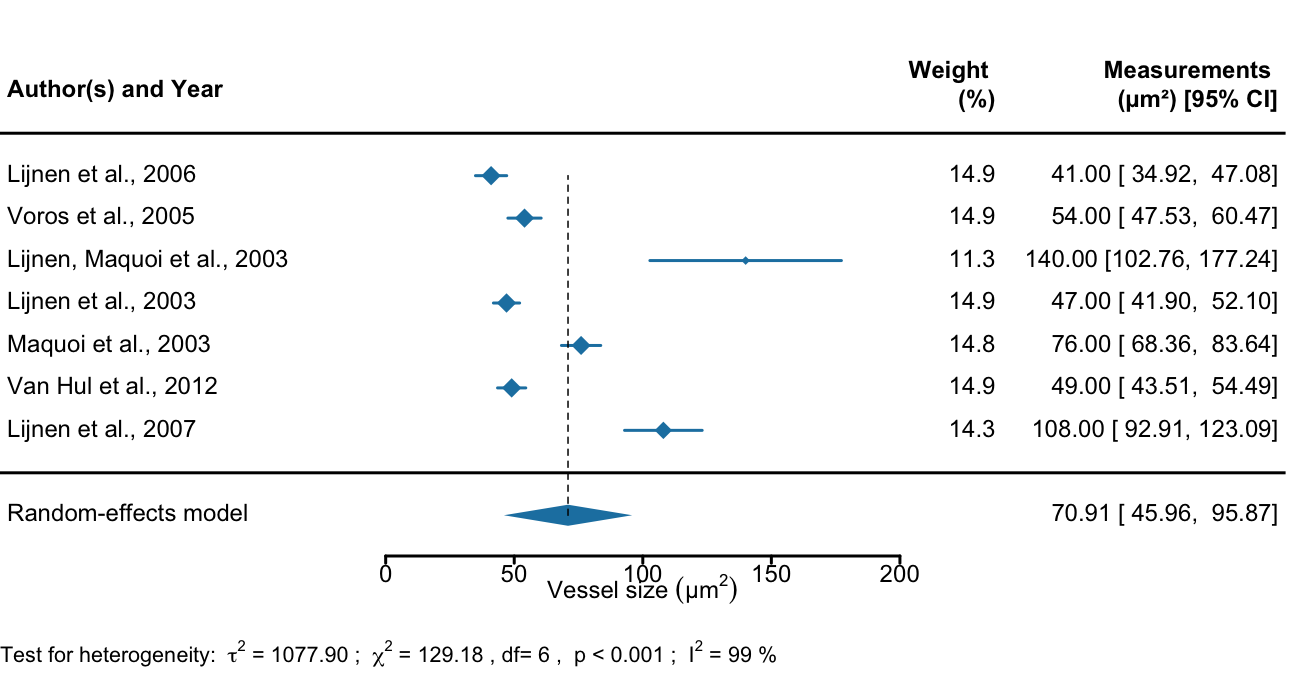 Weight Measurements
Author(s) and Year
(%) (µm²) [95% CI]
Lijnen et al., 2006 14.9 41.00 [ 34.92, 47.08]
Voros et al., 2005 14.9 54.00 [ 47.53, 60.47]
Lijnen, Maquoi et al., 2003 11.3 140.00 [102.76, 177.24]
Lijnen et al., 2003 14.9 47.00 [ 41.90, 52.10]
Maquoi et al., 2003 14.8 76.00 [ 68.36, 83.64]
Van Hul et al., 2012 14.9 49.00 [ 43.51, 54.49]
Lijnen et al., 2007 14.3 108.00 [ 92.91, 123.09]
Random-effects model 70.91 [ 45.96, 95.87]
0 50 100 150 200
Vessel size (µm²)
Test for heterogeneity: τ² = 1077.90 ; χ² = 129.18 , df= 6 , p < 0.001 ; I² = 99 %